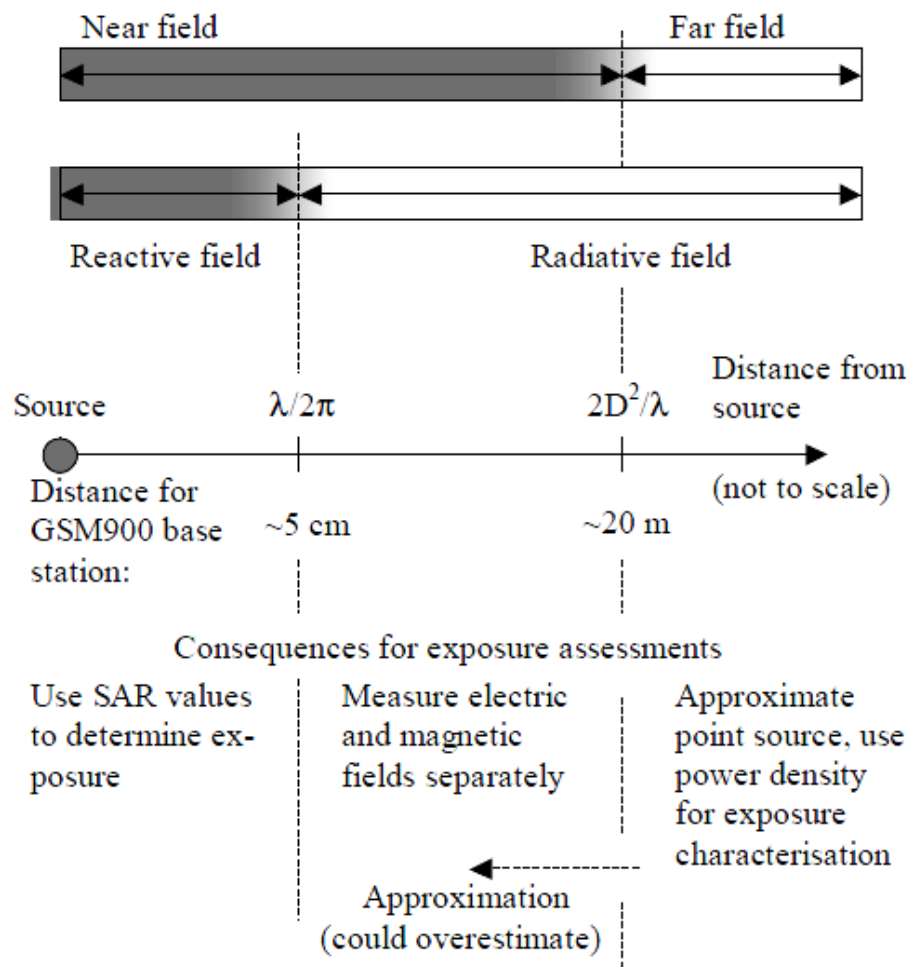 Near field
Far field
Reactive field
Radiative field
Source
λ/2π
2D²/λ
Distance from
source
(not to scale)
Distance for
GSM900 base
station:
~5 cm
~20 m
Consequences for exposure assessments
Use SAR values
to determine ex-
posure
Measure electric
and magnetic
fields separately
Approximate
point source, use
power density
for exposure
characterisation
Approximation
(could overestimate)